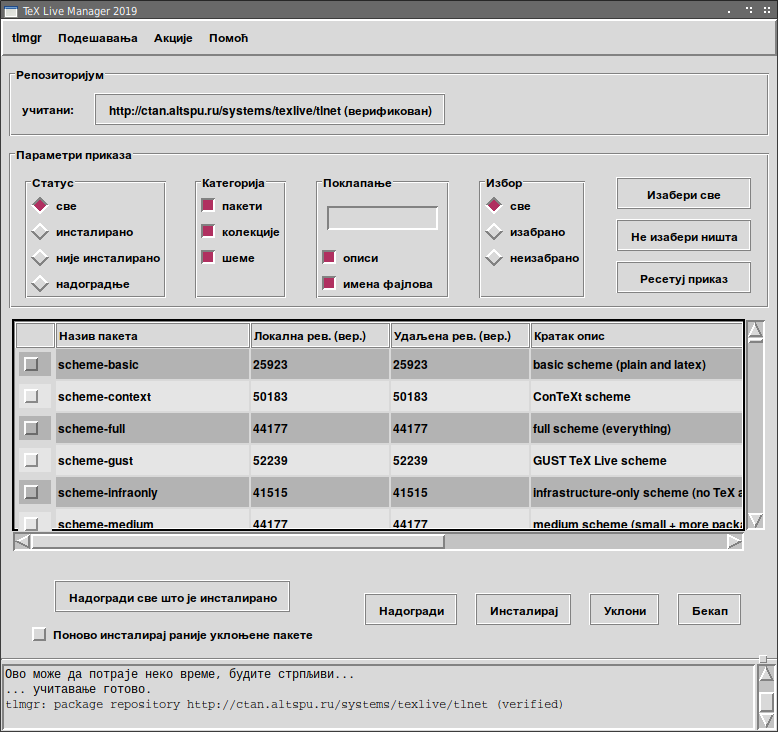 TeX Live Manager 2019
tlmgr Подешавања Акције Помоћ
Репозиторијум
учитани: http://ctan.altspu.ru/systems/texlive/tlnet (верификован)
Параметри приказа
Статус Категорија Поклапање Избор
све пакети све Изабери све
инсталирано колекције изабрано Не изабери ништа
није инсталирано шеме описи неизабрано
надоградње имена фајлова Ресетуј приказ
Назив пакета Локална рев. (вер.) Удаљена рев. (вер.) Кратак опис
scheme-basic 25923 25923 basic scheme (plain and latex)
scheme-context 50183 50183 ConTeXt scheme
scheme-full 44177 44177 full scheme (everything)
scheme-gust 52239 52239 GUST TeX Live scheme
scheme-infraonly 41515 41515 infrastructure-only scheme (no TeX a
scheme-medium 44177 44177 medium scheme (small + more packa
Надогради све што је инсталирано Надогради Инсталирај Уклони Бекап
Поново инсталирај раније уклоњене пакете
Ово може да потраје неко време, будите стрпљиви...
... учитавање готово.
tlmgr: package repository http://ctan.altspu.ru/systems/texlive/tlnet (verified)